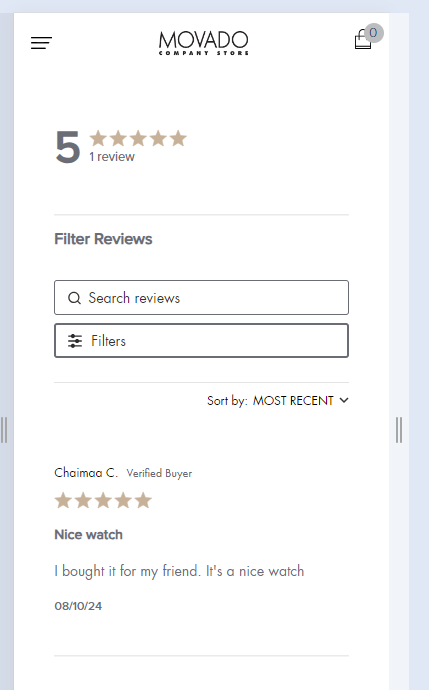 MOVADO
COMPANY STORE
0
5
1 review
Filter Reviews
Search reviews
Filters
Sort by: MOST RECENT
Chaimaa C. Verified Buyer
Nice watch
I bought it for my friend. It's a nice watch
08/10/24